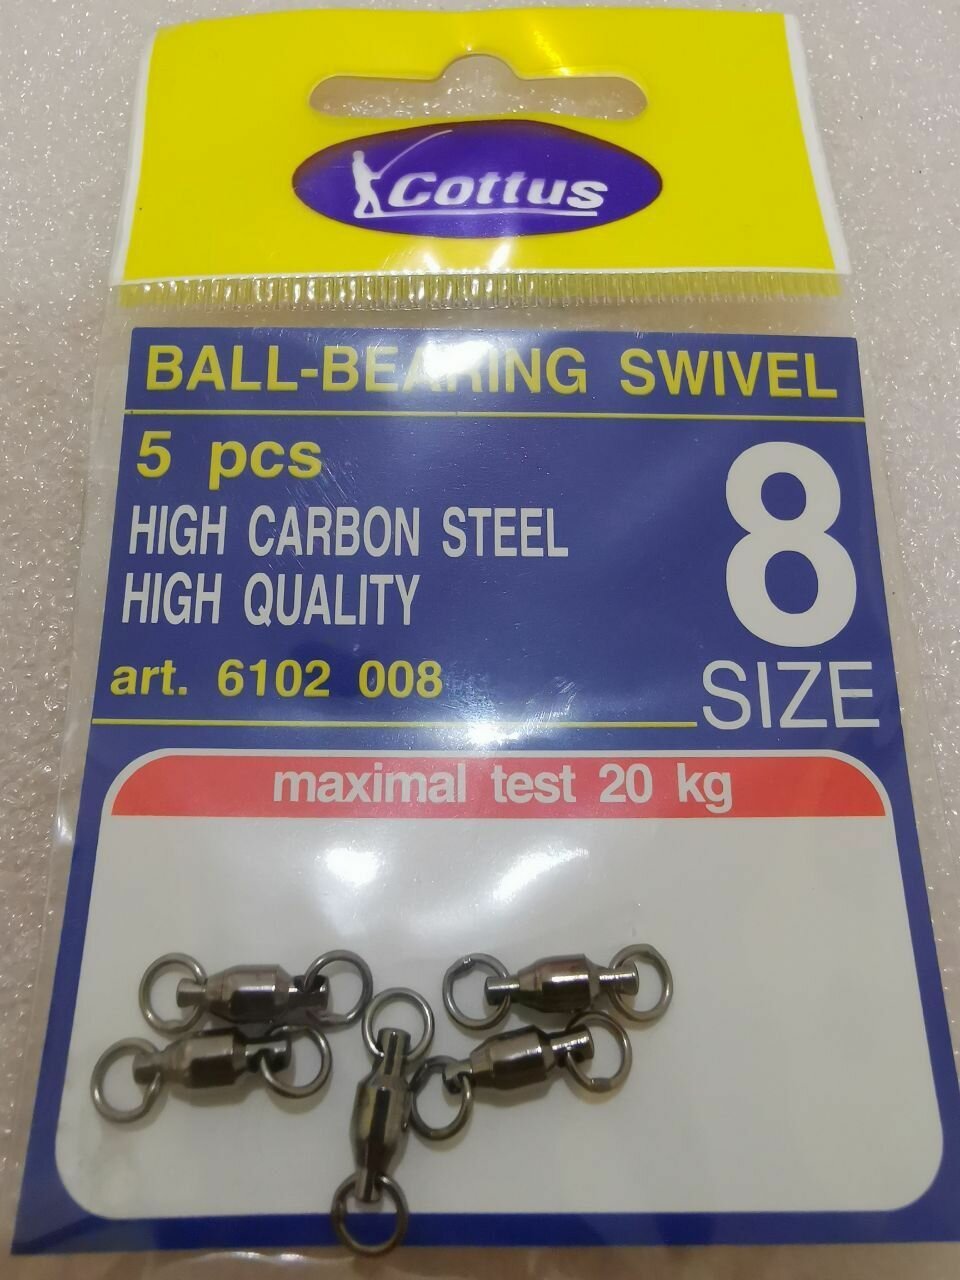 Cottus
BALL-BEARING SWIVEL
5 pcs
HIGH CARBON STEEL
HIGH QUALITY
art. 6102 008
8
SIZE
maximal test 20 kg